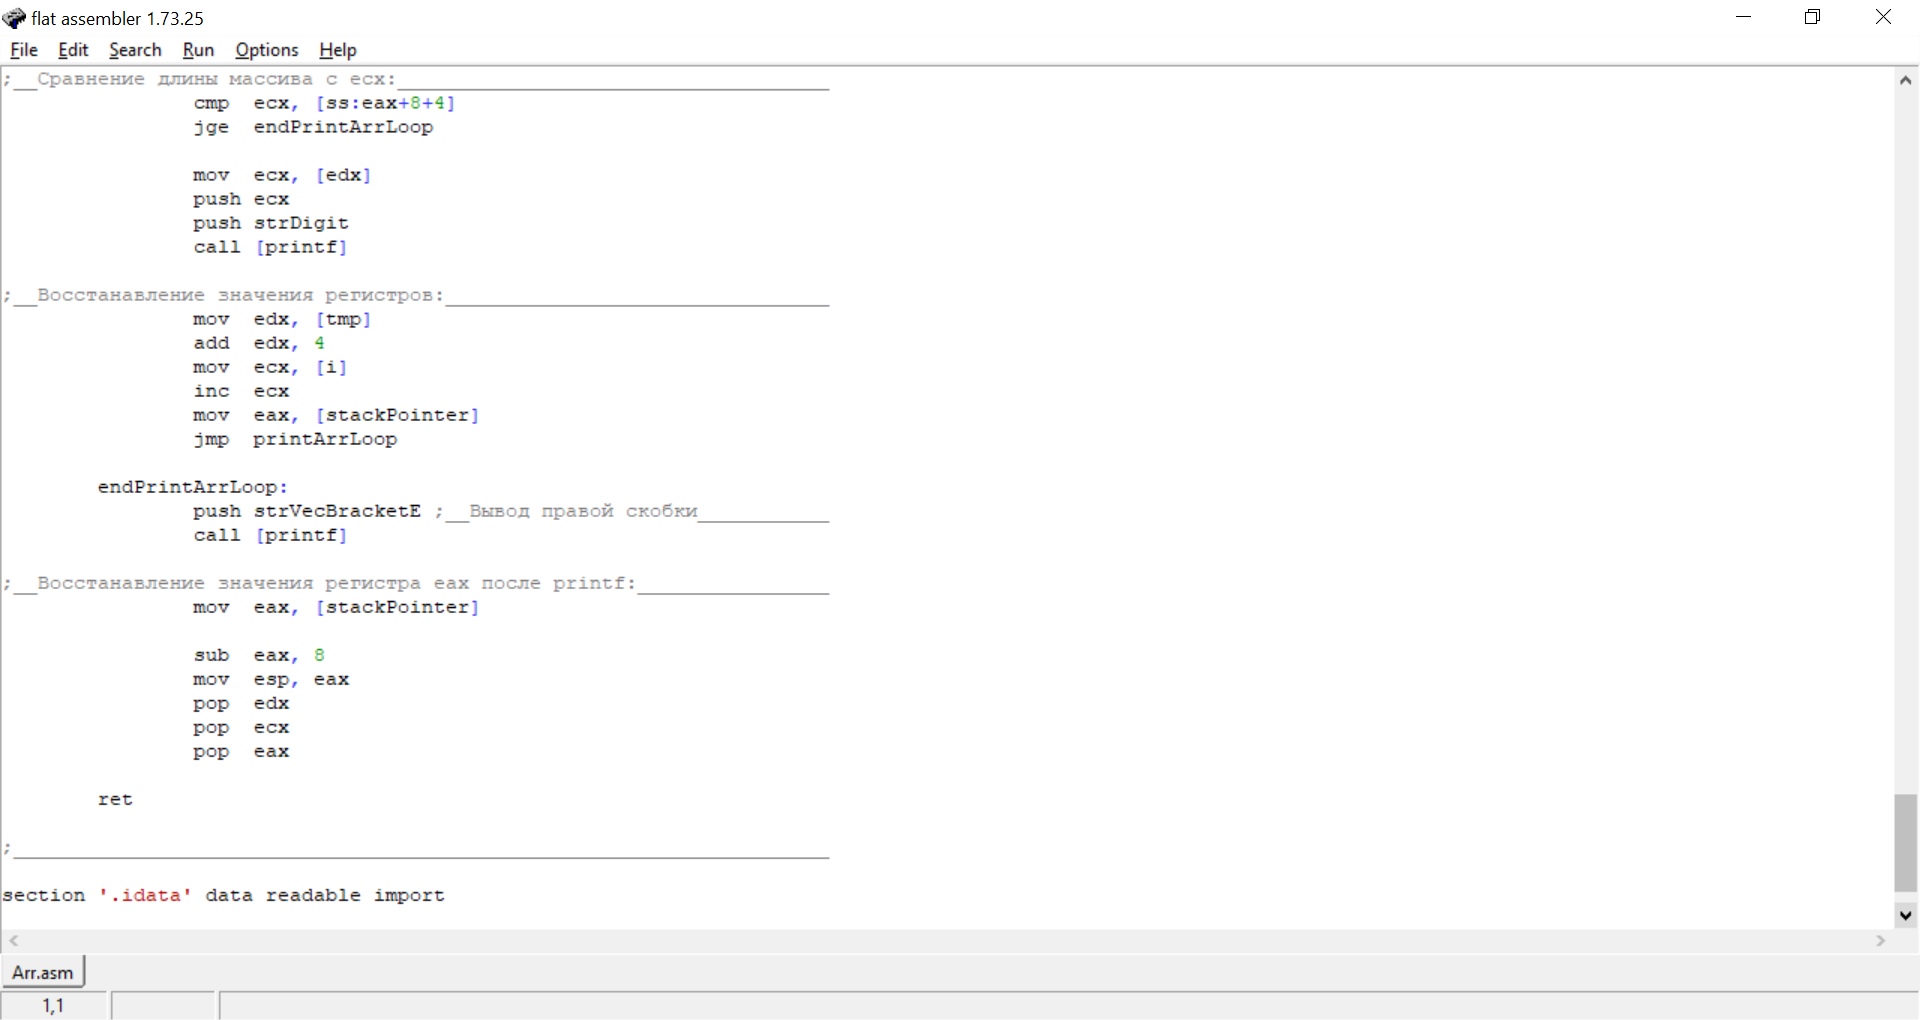 flat assembler 1.73.25
File Edit Search Run Options Help
;__Сравнение длины массива с ecx:____________________________________
cmp ecx, [ss:eax+8+4]
jge endPrintArrLoop
mov ecx, [edx]
push ecx
push strDigit
call [printf]
;__Восстанавление значения регистров:________________________________
mov edx, [tmp]
add edx, 4
mov ecx, [i]
inc ecx
mov eax, [stackPointer]
jmp printArrLoop
endPrintArrLoop:
push strVecBracketE ;__Вывод правой скобки___________
call [printf]
;__Восстанавление значения регистра eax после printf:________________
mov eax, [stackPointer]
sub eax, 8
mov esp, eax
pop edx
pop ecx
pop eax
ret
;____________________________________________________________________
section '.idata' data readable import
Arr.asm
1,1